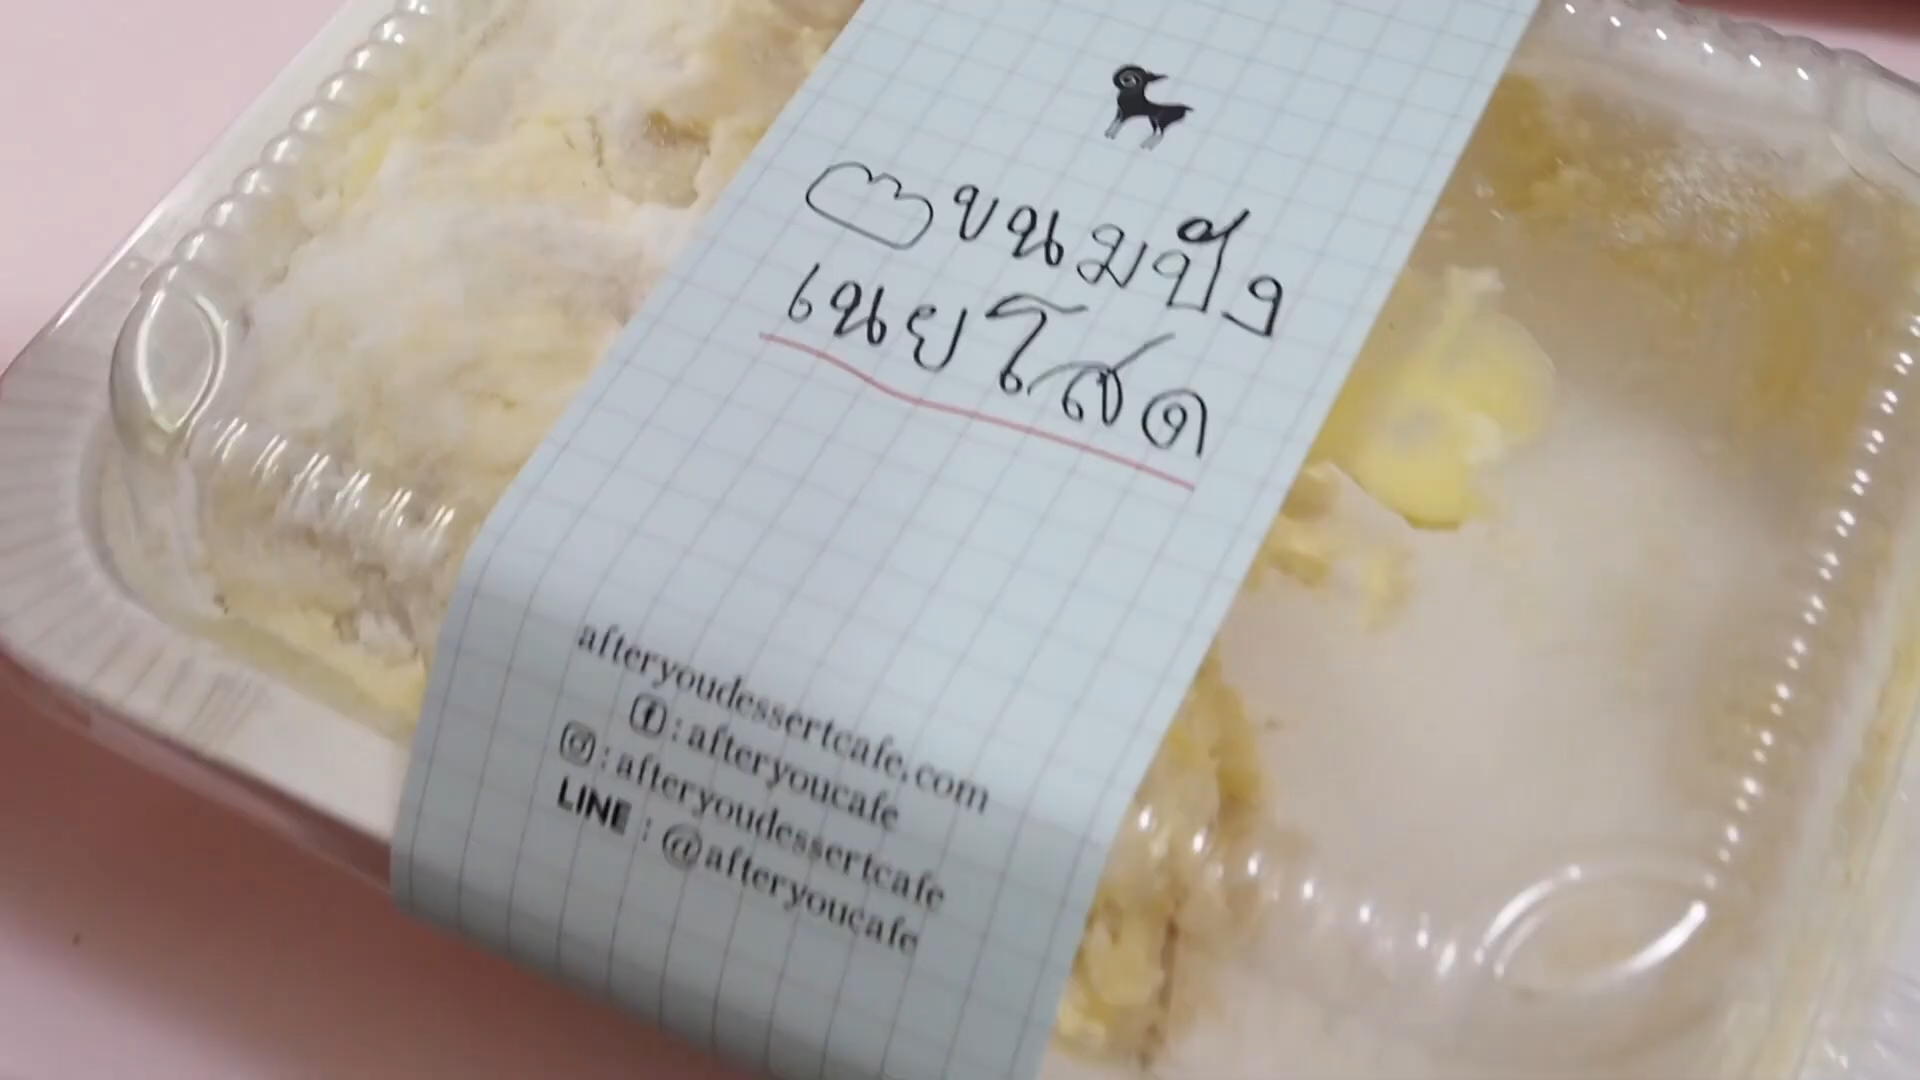 ขนมปัง
เนยโสด
afteryoudessertcafe.com
: afteryoucafe
: afteryoudessertcafe
LINE : @afteryoucafe